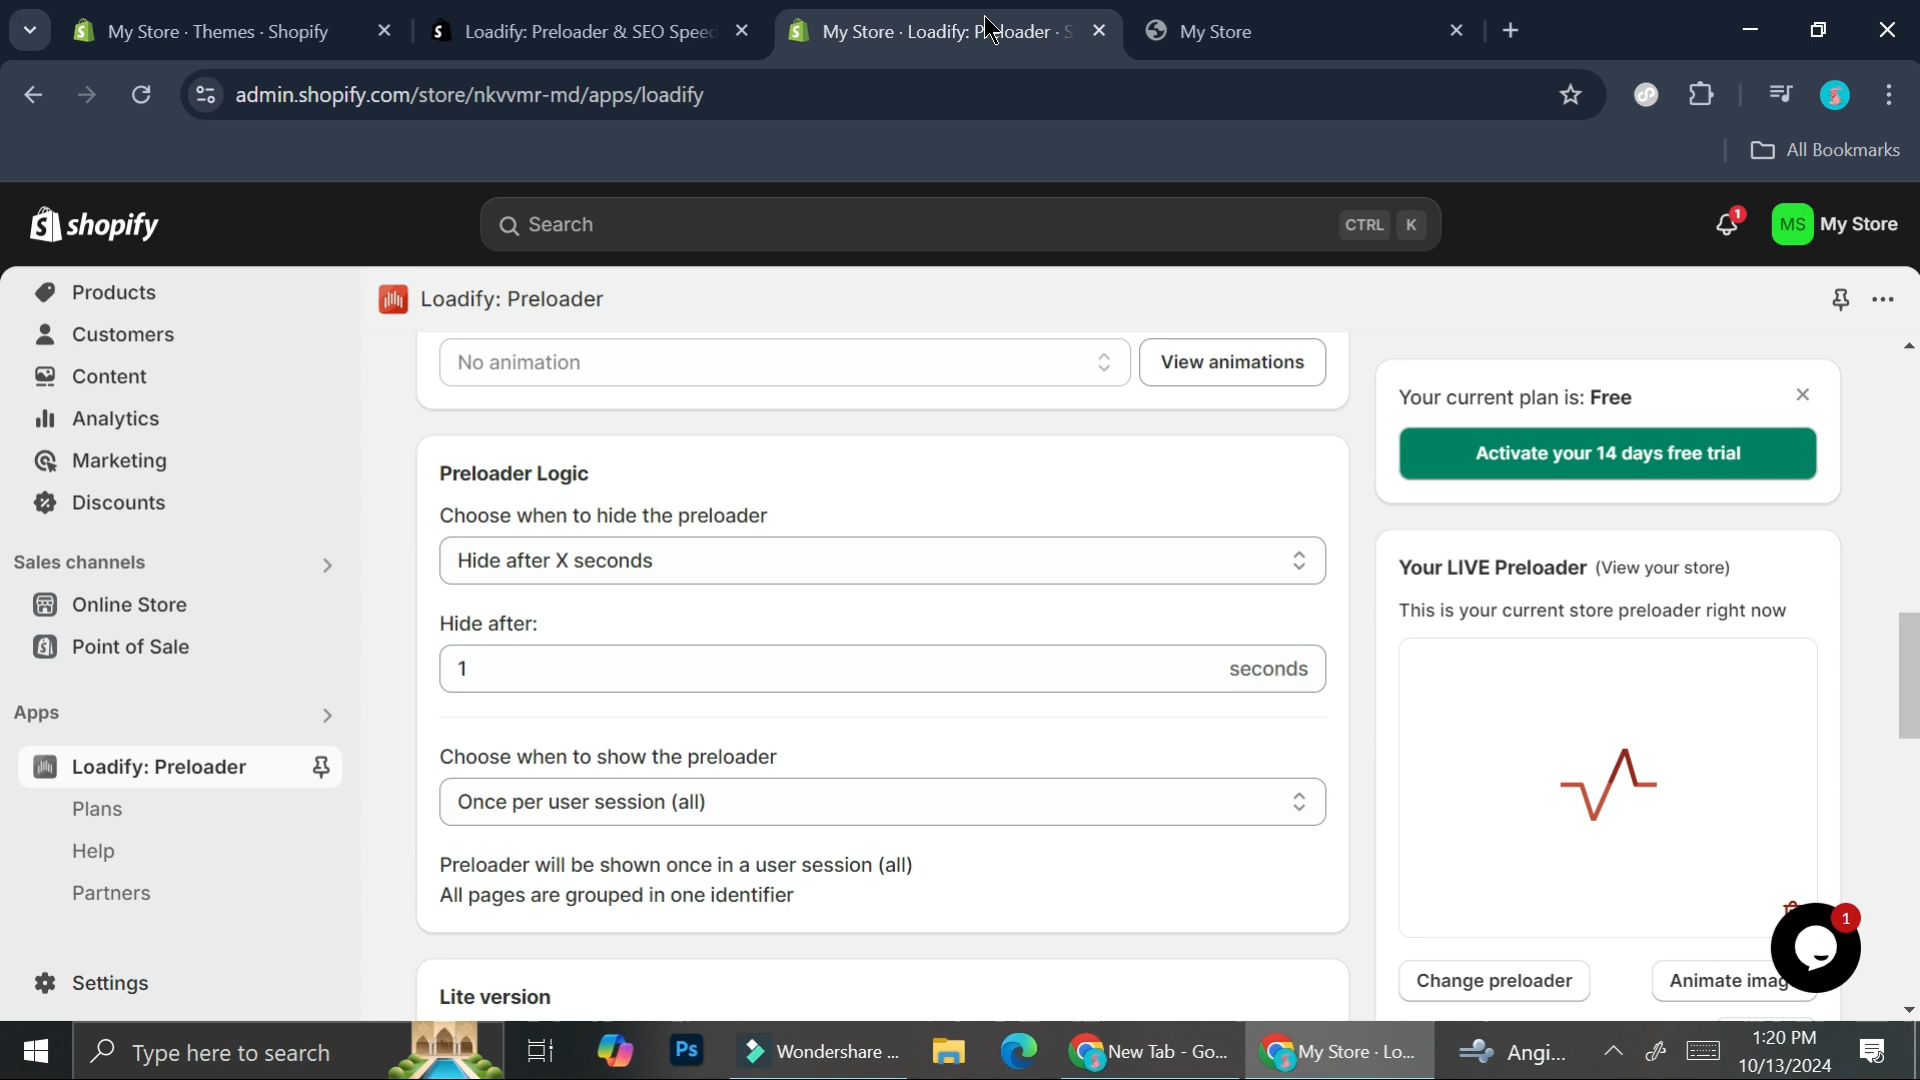 My Store · Themes · Shopify
Loadify: Preloader & SEO Speed
My Store · Loadify: Preloader · S
My Store
admin.shopify.com/store/nkvvmr-md/apps/loadify
All Bookmarks
shopify
Search
CTRL K
1
MS
My Store
Products
Customers
Content
Analytics
Marketing
Discounts
Sales channels
Online Store
Point of Sale
Apps
Loadify: Preloader
Plans
Help
Partners
Settings
Loadify: Preloader
No animation
View animations
Preloader Logic
Choose when to hide the preloader
Hide after X seconds
Hide after:
1 seconds
Choose when to show the preloader
Once per user session (all)
Preloader will be shown once in a user session (all)
All pages are grouped in one identifier
Lite version
Your current plan is: Free
Activate your 14 days free trial
Your LIVE Preloader (View your store)
This is your current store preloader right now
1
Change preloader
Animate imag
Type here to search
Ps
Wondershare ...
New Tab - Go...
My Store · Lo...
Angi...
1:20 PM
10/13/2024